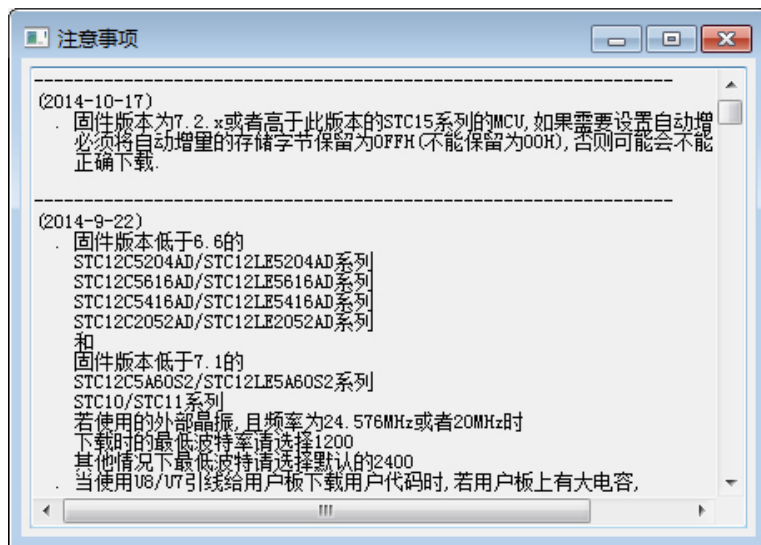 注意事项
----------------------------------------------------------------
(2014-10-17)
. 固件版本为7.2.x或者高于此版本的STC15系列的MCU,如果需要设置自动增
必须将自动增量的存储字节保留为0FFH(不能保留为00H),否则可能会不能
正确下载.
----------------------------------------------------------------
(2014-9-22)
. 固件版本低于6.6的
STC12C5204AD/STC12LE5204AD系列
STC12C5616AD/STC12LE5616AD系列
STC12C5416AD/STC12LE5416AD系列
STC12C2052AD/STC12LE2052AD系列
和
固件版本低于7.1的
STC12C5A60S2/STC12LE5A60S2系列
STC10/STC11系列
若使用的外部晶振,且频率为24.576MHz或者20MHz时
下载时的最低波特率请选择1200
其他情况下最低波特请选择默认的2400
. 当使用U8/U7引线给用户板下载用户代码时,若用户板上有大电容,